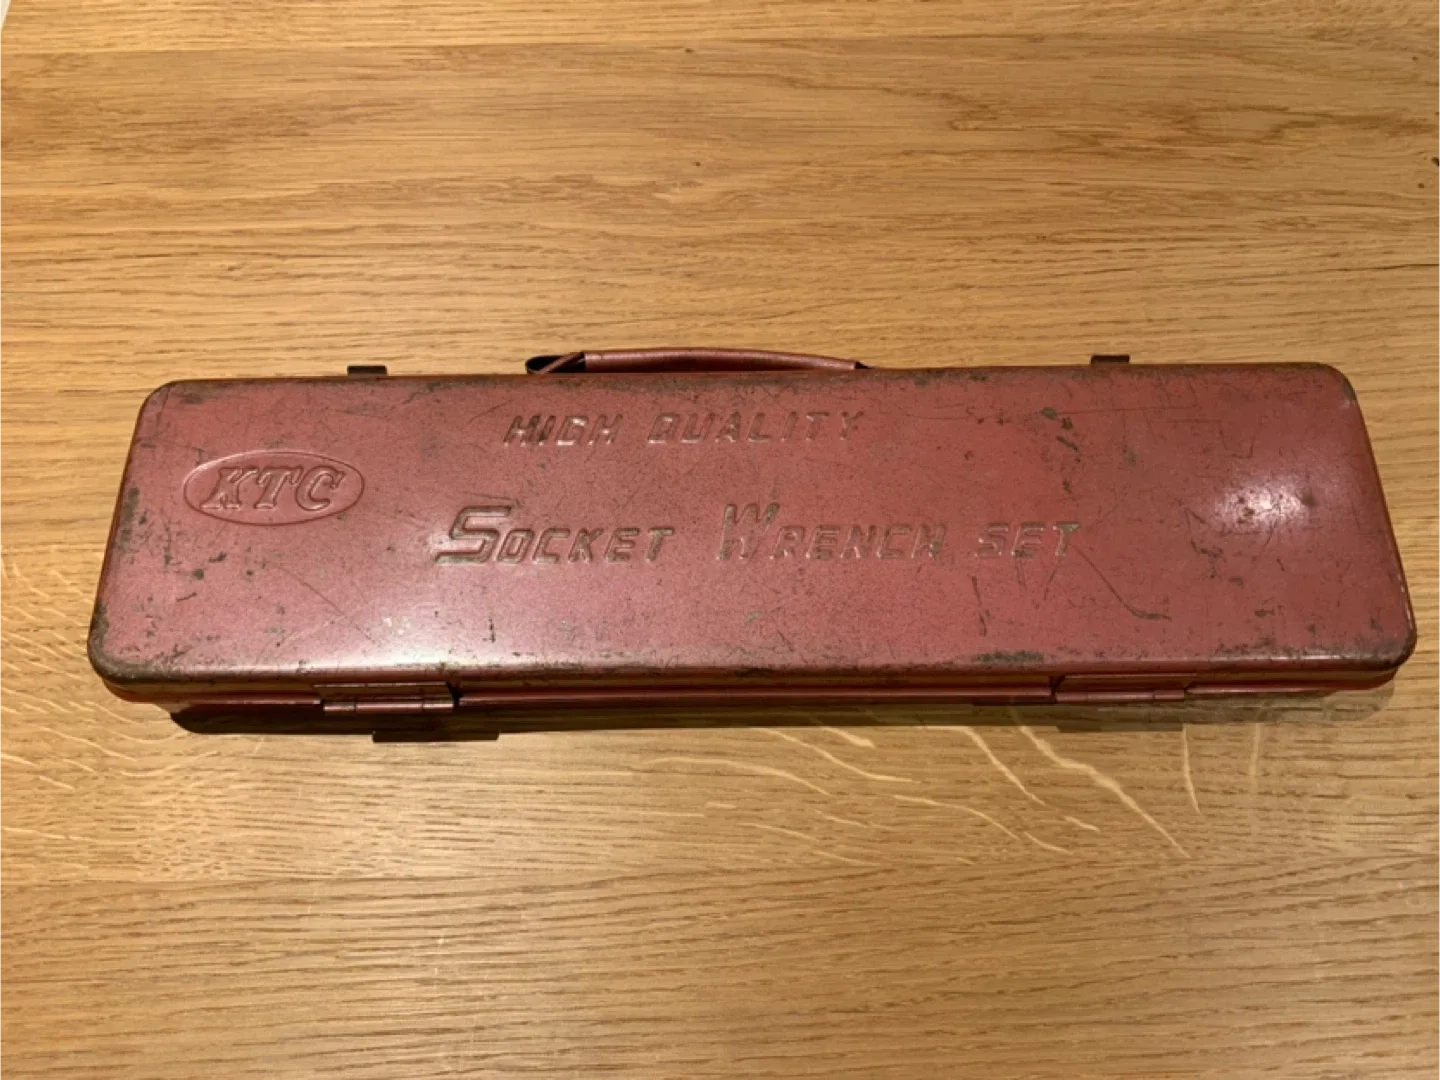 HIGH QUALITY
KTC
SOCKET WRENCH SET